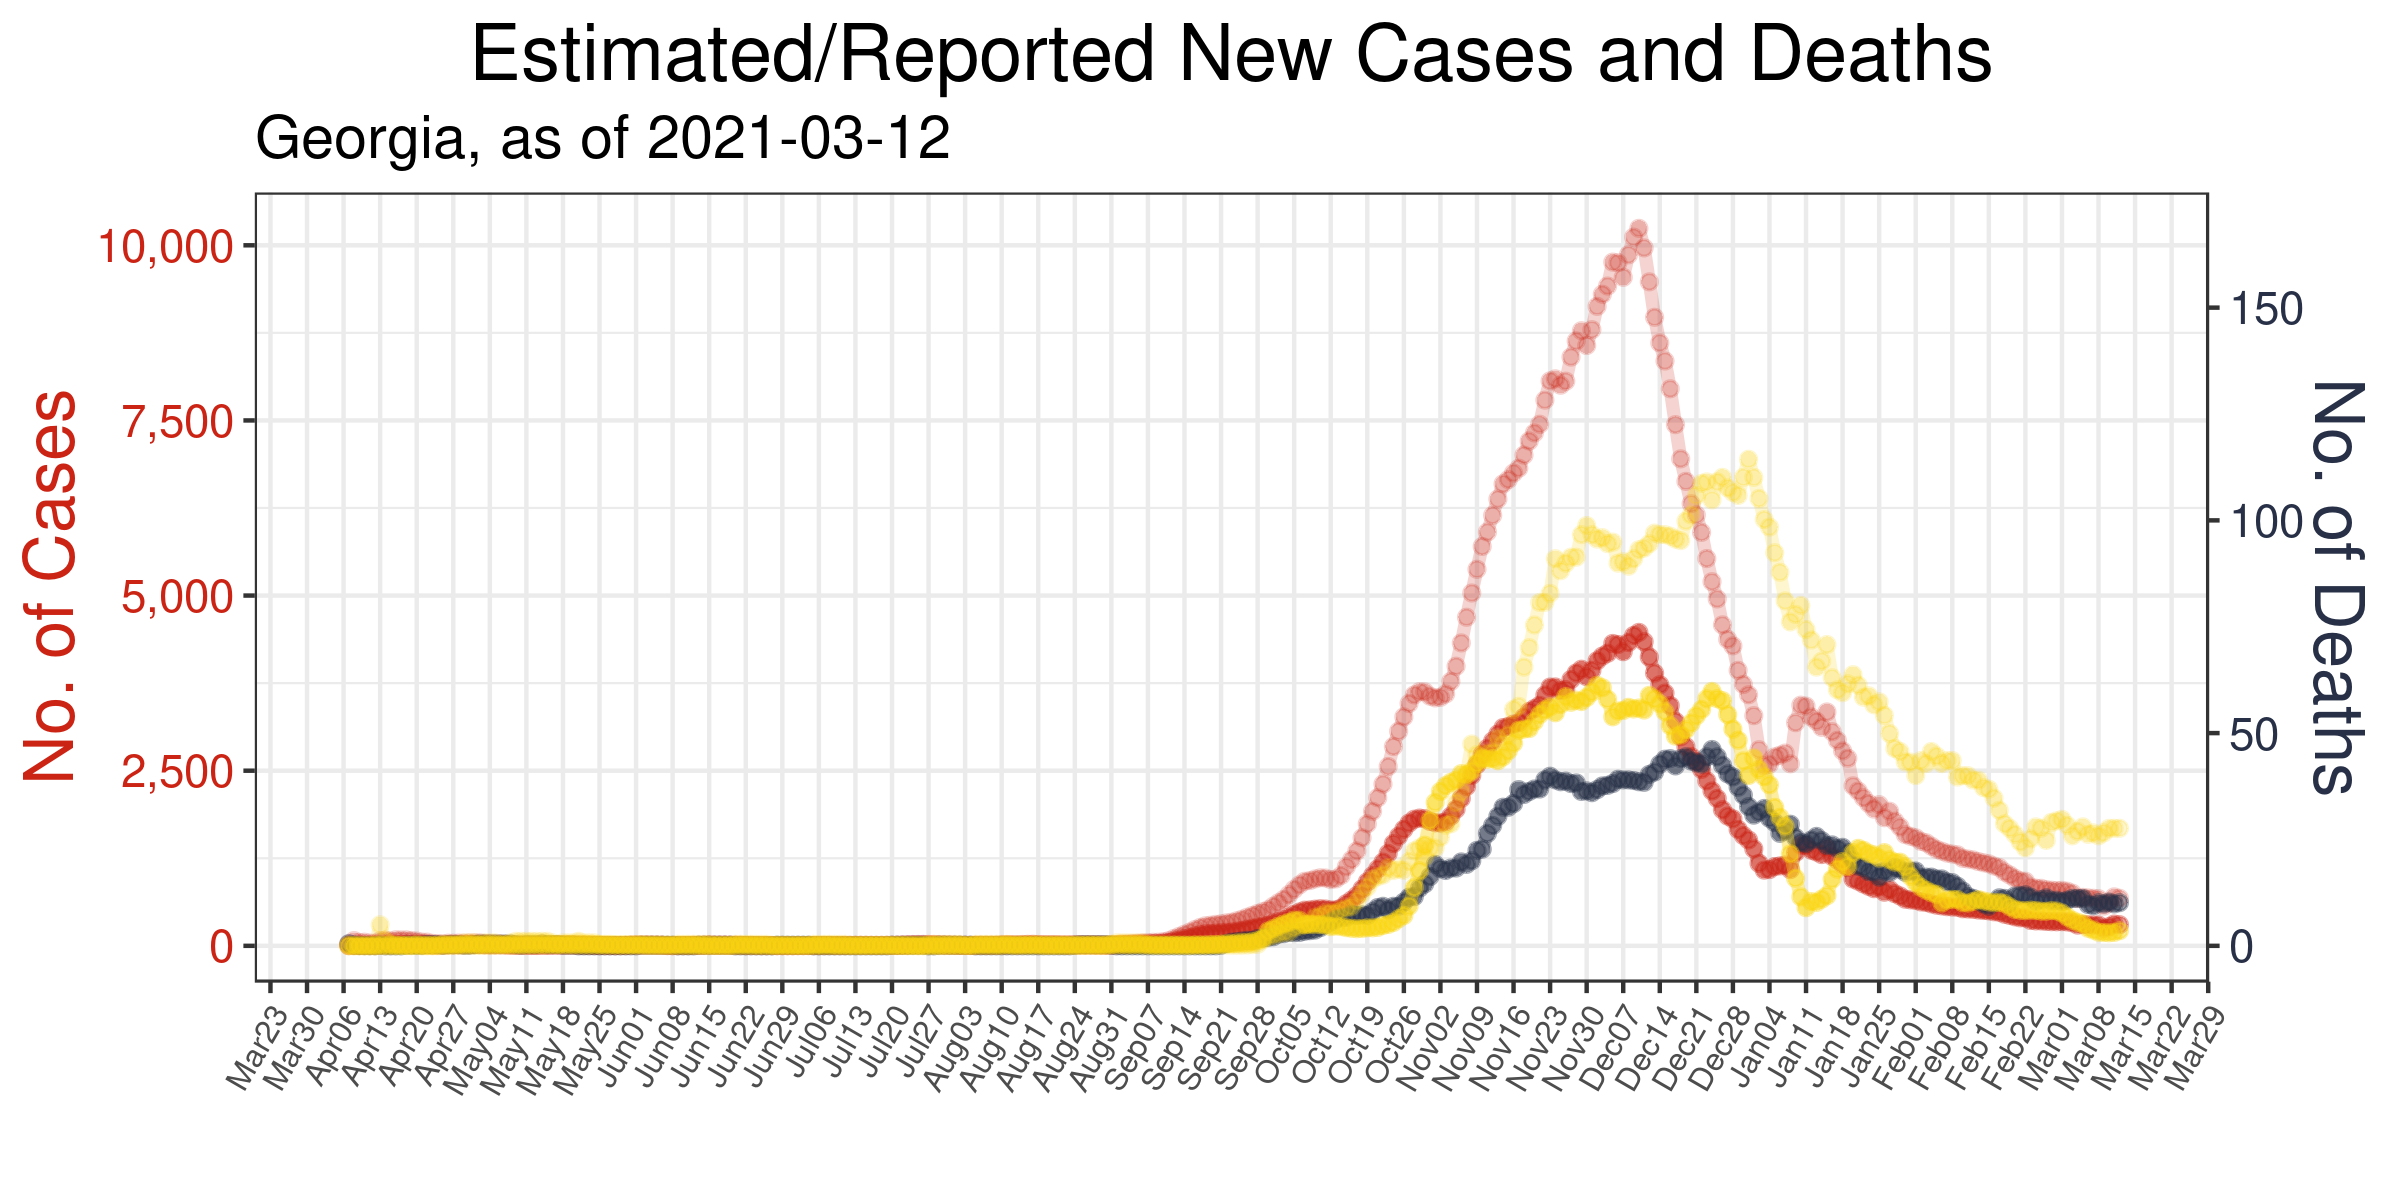 Estimated/Reported New Cases and Deaths
Georgia, as of 2021-03-12
No. of Cases
10,000
7,500
5,000
2,500
0
150
100
50
0
No. of Deaths
Mar23 Mar30 Apr06 Apr13 Apr20 Apr27 May04 May11 May18 May25 Jun01 Jun08 Jun15 Jun22 Jun29 Jul06 Jul13 Jul20 Jul27 Aug03 Aug10 Aug17 Aug24 Aug31 Sep07 Sep14 Sep21 Sep28 Oct05 Oct12 Oct19 Oct26 Nov02 Nov09 Nov16 Nov23 Nov30 Dec07 Dec14 Dec21 Dec28 Jan04 Jan11 Jan18 Jan25 Feb01 Feb08 Feb15 Feb22 Mar01 Mar08 Mar15 Mar22 Mar29